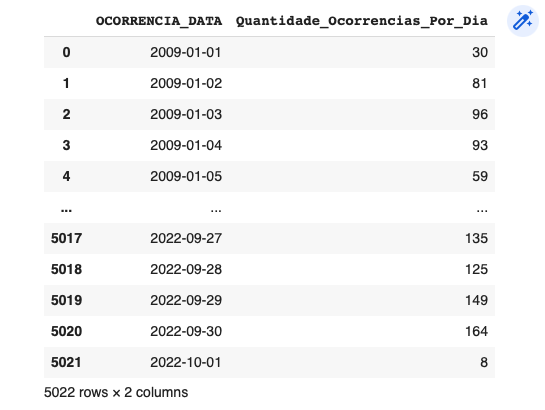 OCORRENCIA_DATA Quantidade_Ocorrencias_Por_Dia
0 2009-01-01 30
1 2009-01-02 81
2 2009-01-03 96
3 2009-01-04 93
4 2009-01-05 59
... ... ...
5017 2022-09-27 135
5018 2022-09-28 125
5019 2022-09-29 149
5020 2022-09-30 164
5021 2022-10-01 8
5022 rows × 2 columns